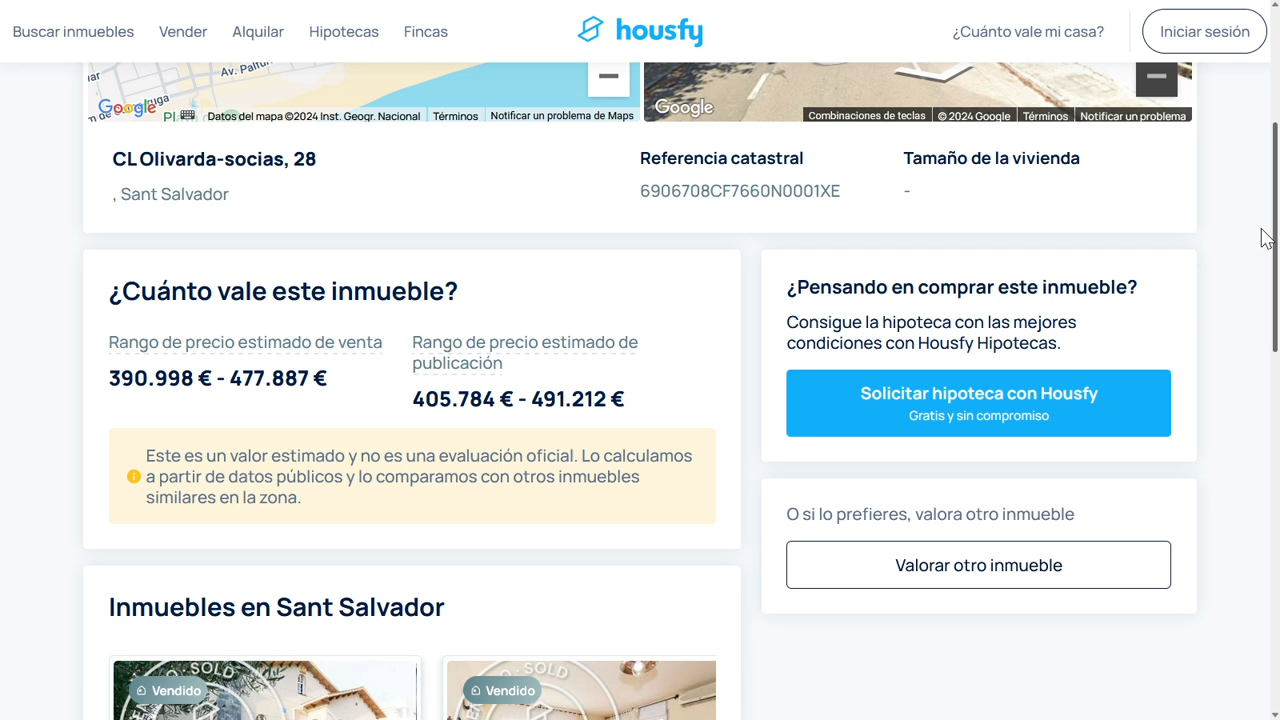 Buscar inmuebles
Vender
Alquilar
Hipotecas
Fincas
housfy
¿Cuánto vale mi casa?
Iniciar sesión
Google
Datos del mapa ©2024 Inst. Geogr. Nacional
Términos
Notificar un problema de Maps
Google
Combinaciones de teclas
© 2024 Google
Términos
Notificar un problema
CL Olivarda-socias, 28
, Sant Salvador
Referencia catastral
6906708CF7660N0001XE
Tamaño de la vivienda
-
¿Cuánto vale este inmueble?
Rango de precio estimado de venta
390.998 € - 477.887 €
Rango de precio estimado de
publicación
405.784 € - 491.212 €
Este es un valor estimado y no es una evaluación oficial. Lo calculamos
a partir de datos públicos y lo comparamos con otros inmuebles
similares en la zona.
¿Pensando en comprar este inmueble?
Consigue la hipoteca con las mejores
condiciones con Housfy Hipotecas.
Solicitar hipoteca con Housfy
Gratis y sin compromiso
O si lo prefieres, valora otro inmueble
Valorar otro inmueble
Inmuebles en Sant Salvador
SOLD
Vendido
SOLD
Vendido